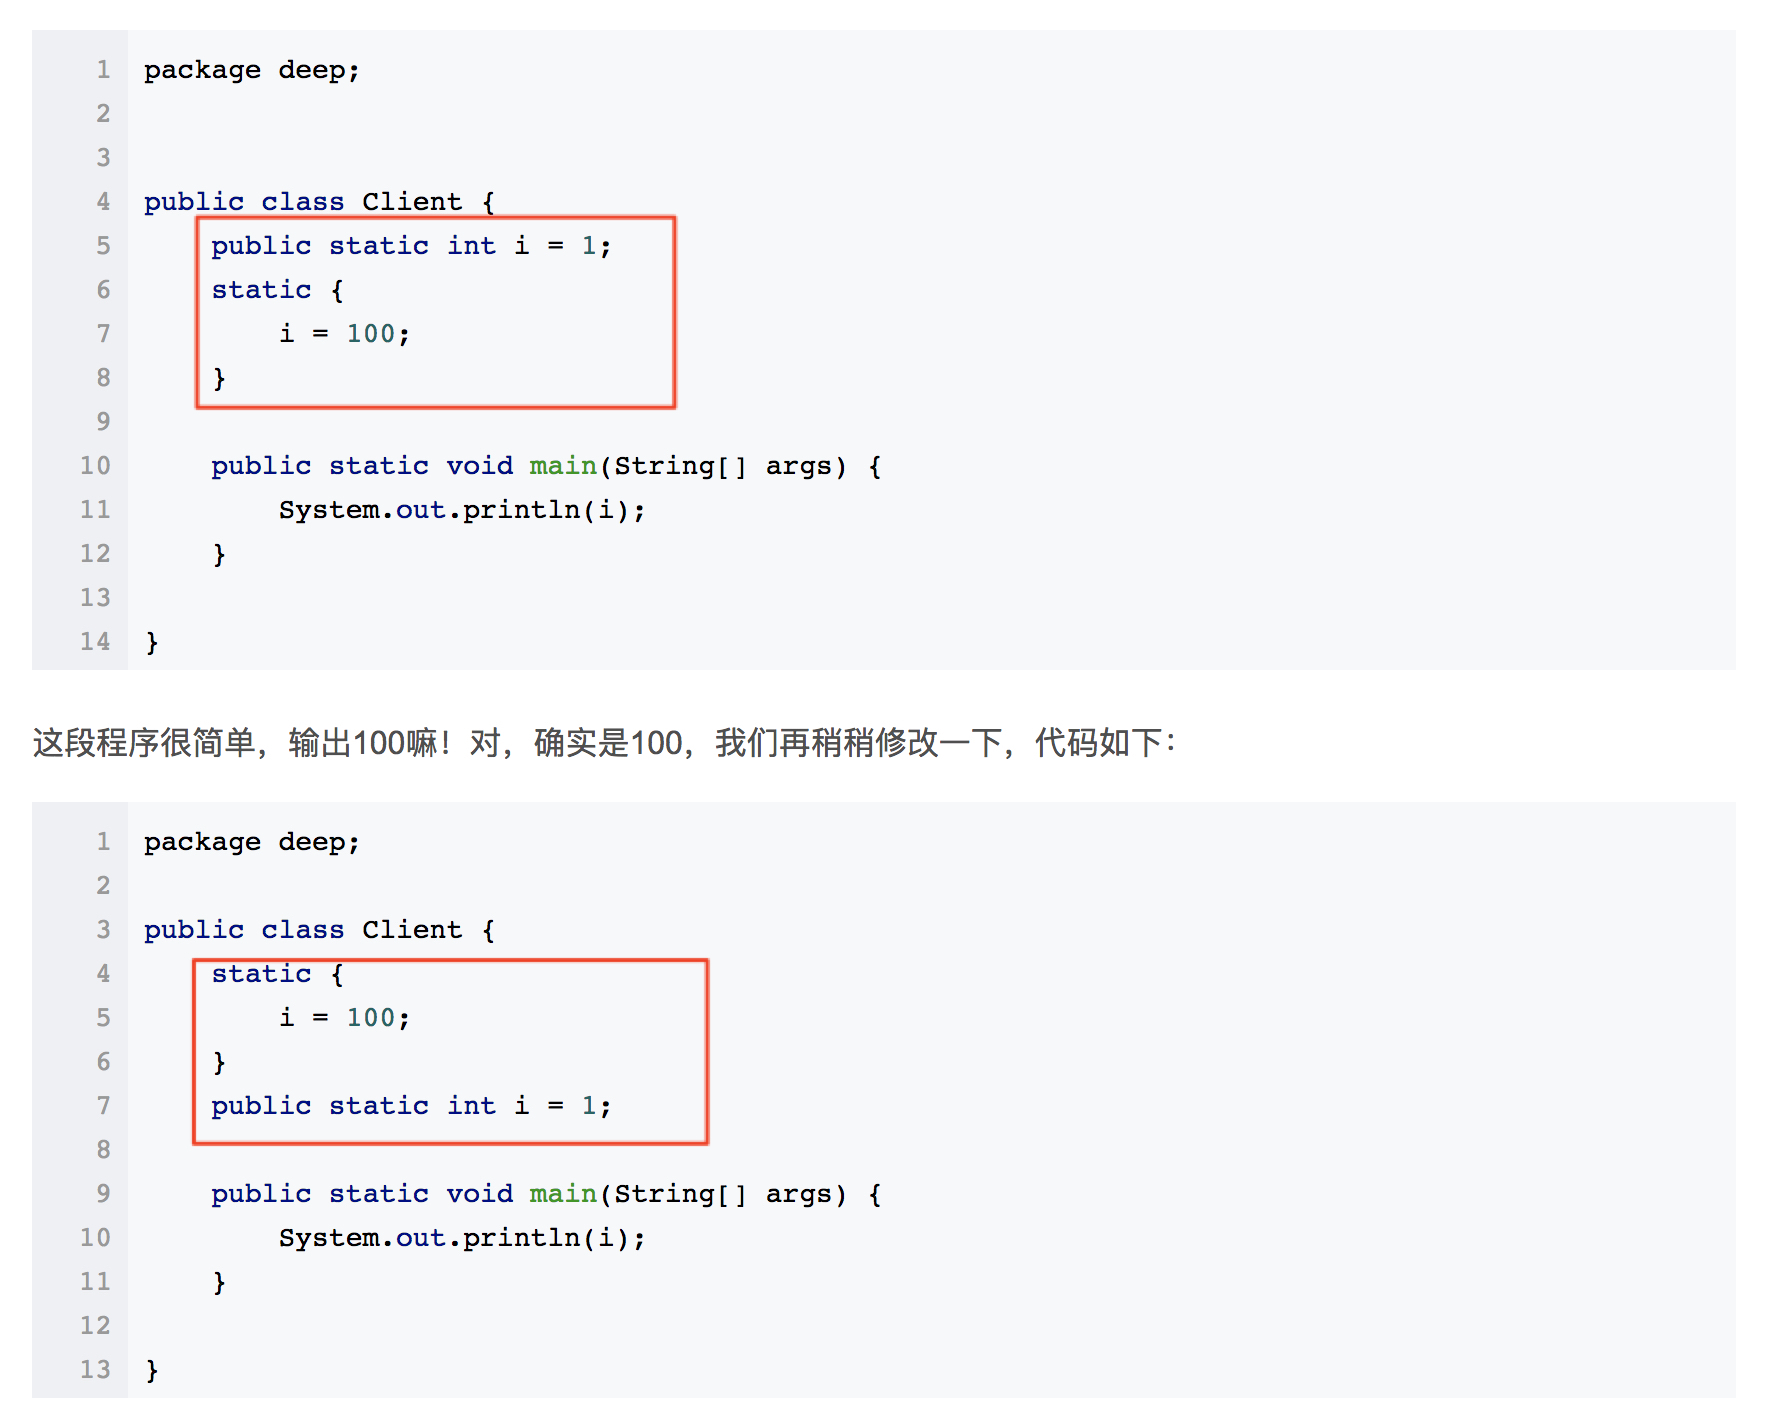 1 package deep;
2
3
4 public class Client {
5     public static int i = 1;
6     static {
7         i = 100;
8     }
9
10     public static void main(String[] args) {
11         System.out.println(i);
12     }
13
14 }
这段程序很简单，输出100嘛！对，确实是100，我们再稍稍修改一下，代码如下：
1 package deep;
2
3 public class Client {
4     static {
5         i = 100;
6     }
7     public static int i = 1;
8
9     public static void main(String[] args) {
10         System.out.println(i);
11     }
12
13 }